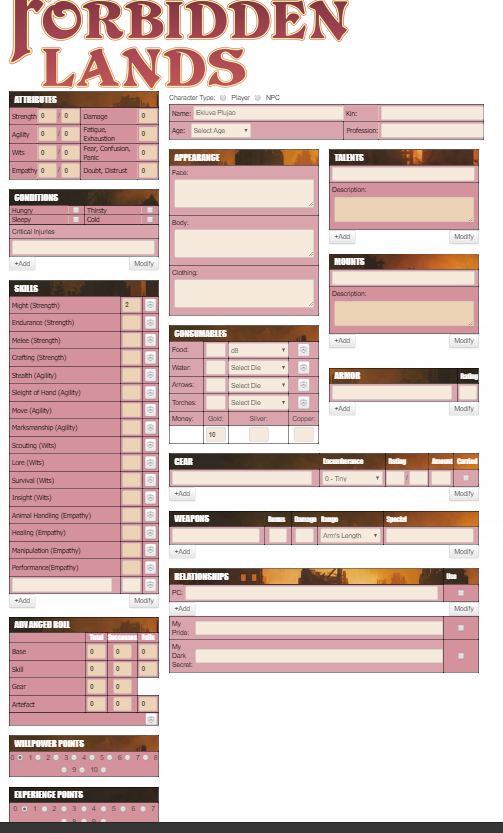 FORBIDDEN
LANDS
ATTRIBUTES
Strength 0 / 0 Damage 0
Agility 0 / 0 Fatigue, Exhaustion 0
Wits 0 / 0 Fear, Confusion, Panic 0
Empathy 0 / 0 Doubt, Distrust 0
CONDITIONS
Hungry Thirsty
Sleepy Cold
Critical Injuries
+Add Modify
SKILLS
Might (Strength) 2
Endurance (Strength)
Melee (Strength)
Crafting (Strength)
Stealth (Agility)
Sleight of Hand (Agility)
Move (Agility)
Marksmanship (Agility)
Scouting (Wits)
Lore (Wits)
Survival (Wits)
Insight (Wits)
Animal Handling (Empathy)
Healing (Empathy)
Manipulation (Empathy)
Performance(Empathy)
+Add Modify
ADVANCED ROLL
Total Successes Fails
Base 0 0 0
Skill 0 0 0
Gear 0 0
Artefact 0 0 0
WILLPOWER POINTS
0 1 2 3 4 5 6 7 8
9 10
EXPERIENCE POINTS
0 1 2 3 4 5 6 7
8 9
Character Type: Player NPC
Name: Ekiuva Plujao Kin:
Age: Select Age Profession:
APPEARANCE
Face:
Body:
Clothing:
CONSUMABLES
Food: d8
Water: Select Die
Arrows: Select Die
Torches: Select Die
Money: Gold: Silver: Copper:
10
TALENTS
Description:
+Add Modify
MOUNTS
Description:
+Add Modify
ARMOR Rating
GEAR Encumberance Rating Amount Carried
0 - Tiny /
+Add Modify
WEAPONS Bonus Damage Range Special
Arm's Length
+Add Modify
RELATIONSHIPS Use
PC:
+Add Modify
My Pride:
My Dark Secret: